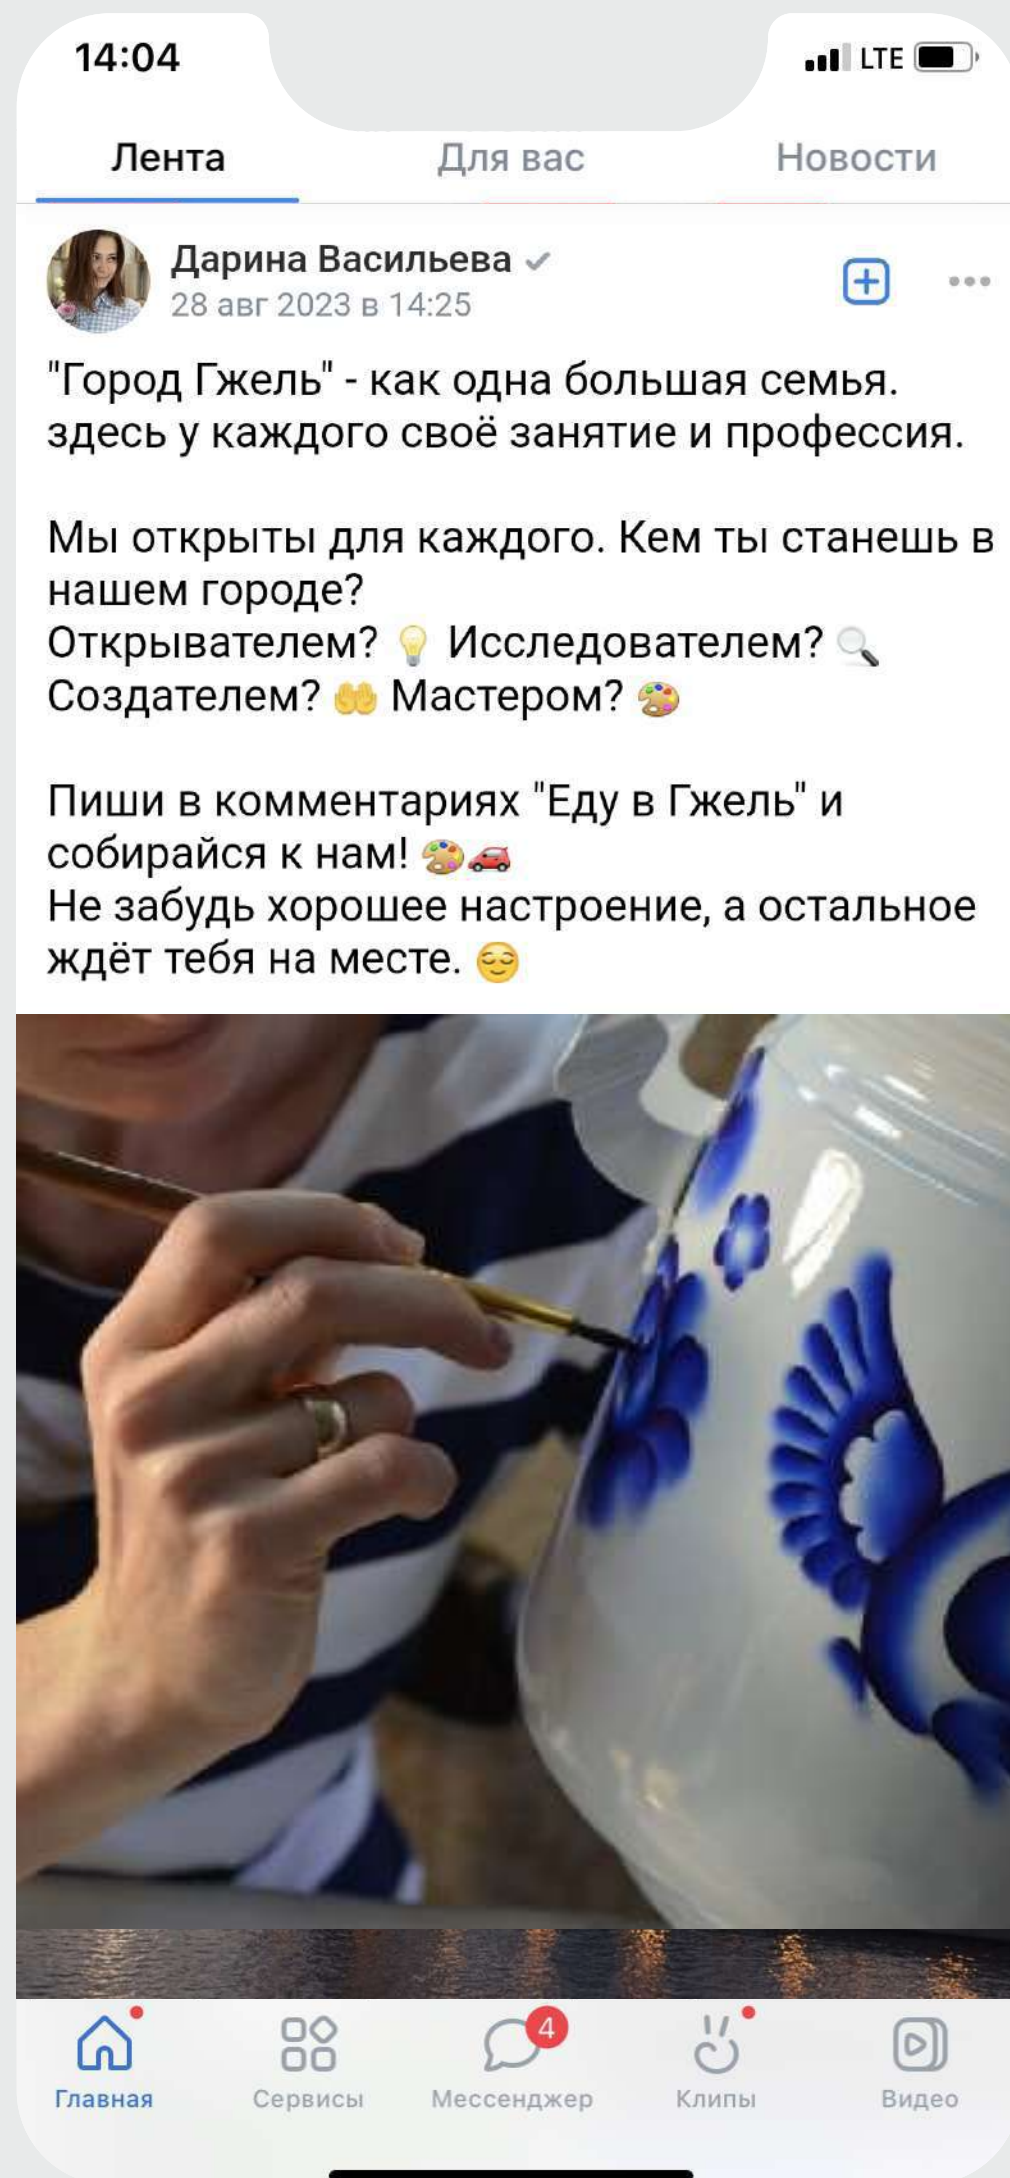 14:04
LTE
Лента Для вас Новости
Дарина Васильева
28 авг 2023 в 14:25
"Город Гжель" - как одна большая семья.
здесь у каждого своё занятие и профессия.
Мы открыты для каждого. Кем ты станешь в
нашем городе?
Открывателем? 💡 Исследователем? 🔍
Создателем? 🤲 Мастером? 🎨
Пиши в комментариях "Еду в Гжель" и
собирайся к нам! 🎨🚗
Не забудь хорошее настроение, а остальное
ждёт тебя на месте. 😌
4
Главная Сервисы Мессенджер Клипы Видео